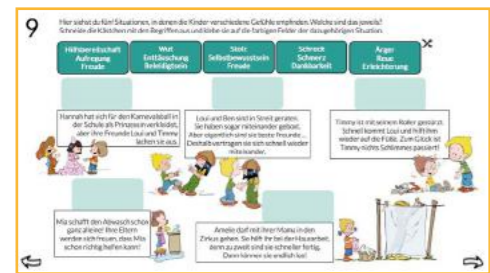 9
Hier siehst du fünf Situationen, in denen die Kinder verschiedene Gefühle empfinden. Welche sind das jeweils?
Schneide die Kästchen mit den Begriffen aus und klebe sie auf die farbigen Felder der dazugehörigen Situation.
Hilfsbereitschaft
Aufregung
Freude
Wut
Enttäuschung
Beleidigtsein
Stolz
Selbstbewusstsein
Freude
Schreck
Schmerz
Dankbarkeit
Ärger
Reue
Erleichterung
Hannah hat sich für den Karnevalsball in
der Schule als Prinzessin verkleidet,
aber ihre Freunde Loui und Timmy
lachen sie aus.
Loui und Ben sind in Streit geraten.
Sie haben sogar miteinander gebost.
Aber eigentlich sind sie beste Freunde ...
Deshalb vertragen sie sich schnell wieder
miteinander.
Timmy ist mit seinem Roller gestürzt.
Schnell kommt Loui und hilft ihm
wieder auf die Füße. Zum Glück ist
Timmy nichts Schlimmes passiert!
Mia schafft den Abwasch schon
ganz alleine! Ihre Eltern
werden sich freuen, dass Mia
schon richtig helfen kann!
Amelie darf mit ihrer Mama in den
Zirkus gehen. Sie hilft ihr bei der Hausarbeit,
denn zu zweit sind sie schneller fertig.
Dann können sie endlich los!